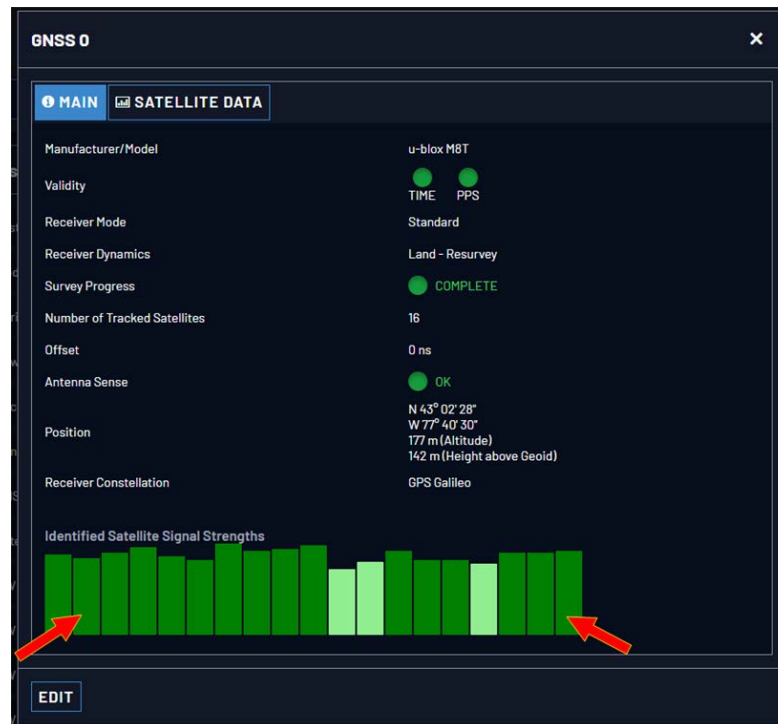 GNSS 0
MAIN
SATELLITE DATA
Manufacturer/Model u-blox M8T
Validity
TIME PPS
Receiver Mode Standard
Receiver Dynamics Land - Resurvey
Survey Progress COMPLETE
Number of Tracked Satellites 16
Offset 0 ns
Antenna Sense OK
Position
N 43° 02' 28"
W 77° 40' 30"
177 m (Altitude)
142 m (Height above Geoid)
Receiver Constellation GPS Galileo
Identified Satellite Signal Strengths
EDIT